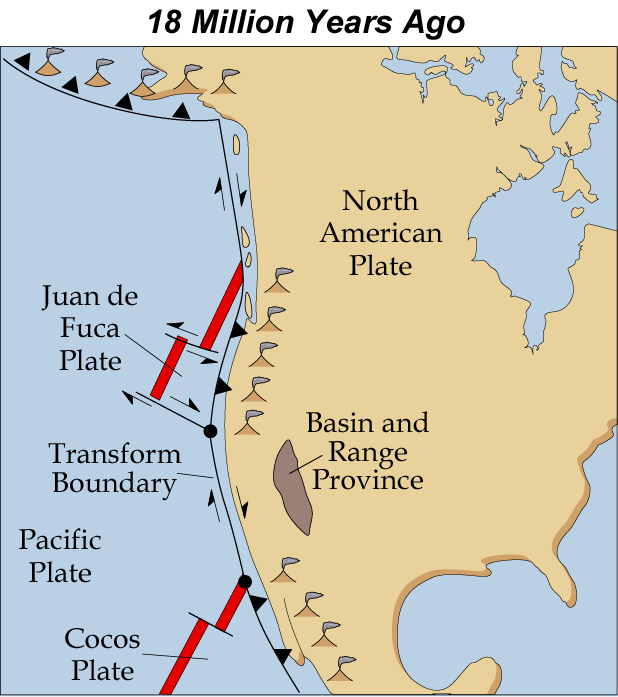 18 Million Years Ago
North
American
Plate
Juan de
Fuca
Plate
Basin and
Range
Province
Transform
Boundary
Pacific
Plate
Cocos
Plate